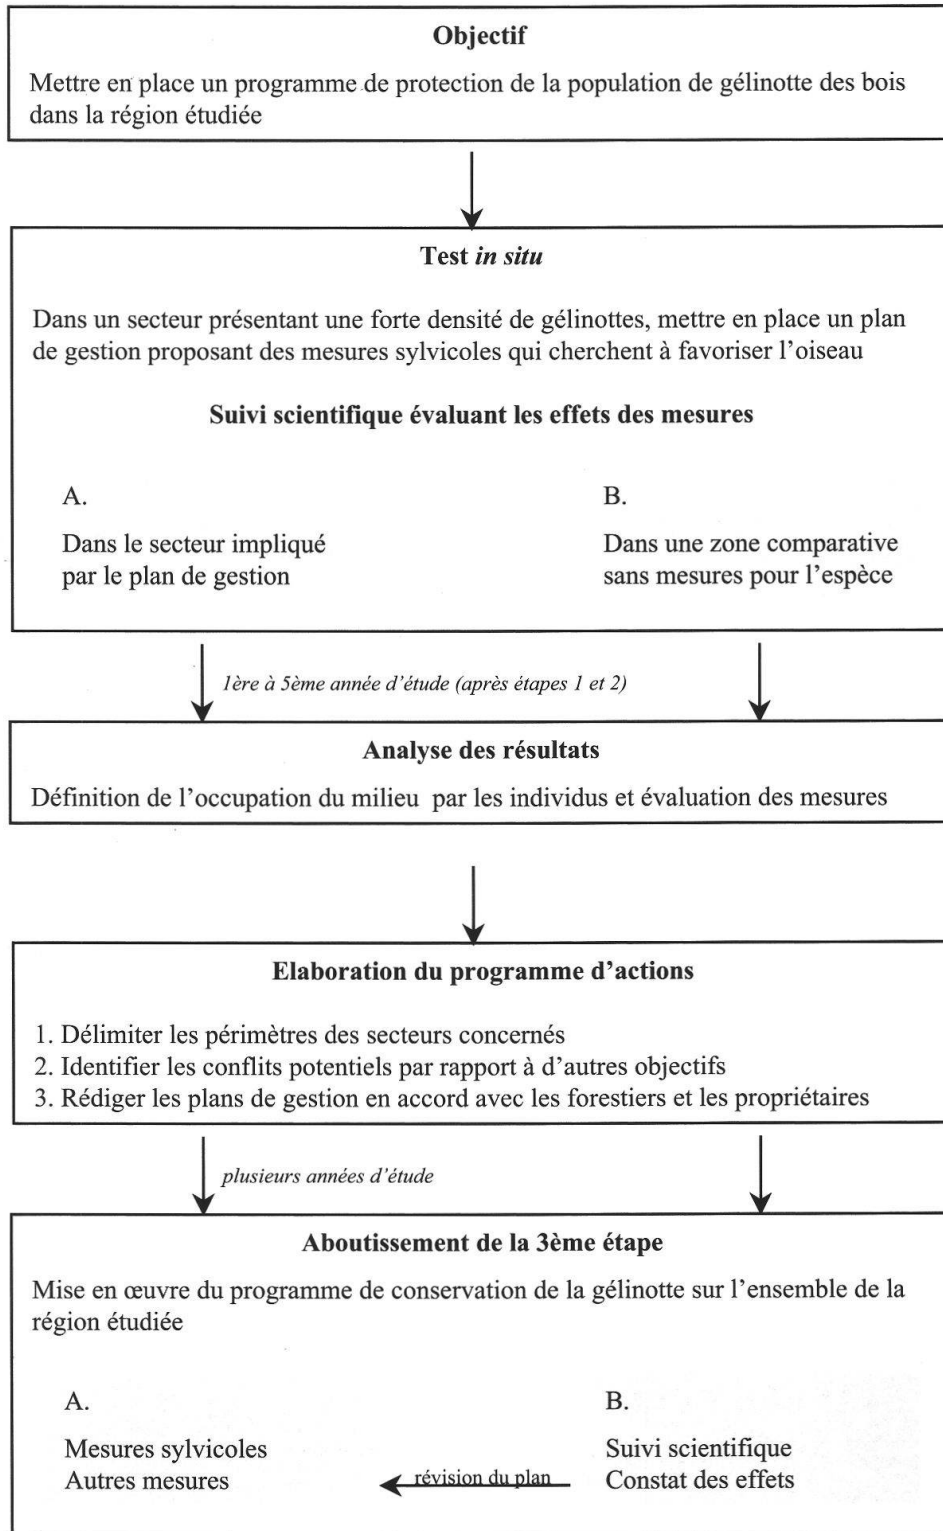 Objectif
Mettre en place un programme de protection de la population de gélinotte des bois
dans la région étudiée
Test in situ
Dans un secteur présentant une forte densité de gélinottes, mettre en place un plan
de gestion proposant des mesures sylvicoles qui cherchent à favoriser l'oiseau
Suivi scientifique évaluant les effets des mesures
A.
Dans le secteur impliqué
par le plan de gestion
B.
Dans une zone comparative
sans mesures pour l'espèce
1ère à 5ème année d'étude (après étapes 1 et 2)
Analyse des résultats
Définition de l'occupation du milieu par les individus et évaluation des mesures
Elaboration du programme d'actions
1. Délimiter les périmètres des secteurs concernés
2. Identifier les conflits potentiels par rapport à d'autres objectifs
3. Rédiger les plans de gestion en accord avec les forestiers et les propriétaires
plusieurs années d'étude
Aboutissement de la 3ème étape
Mise en œuvre du programme de conservation de la gélinotte sur l'ensemble de la
région étudiée
A.
Mesures sylvicoles
Autres mesures
révision du plan
B.
Suivi scientifique
Constat des effets